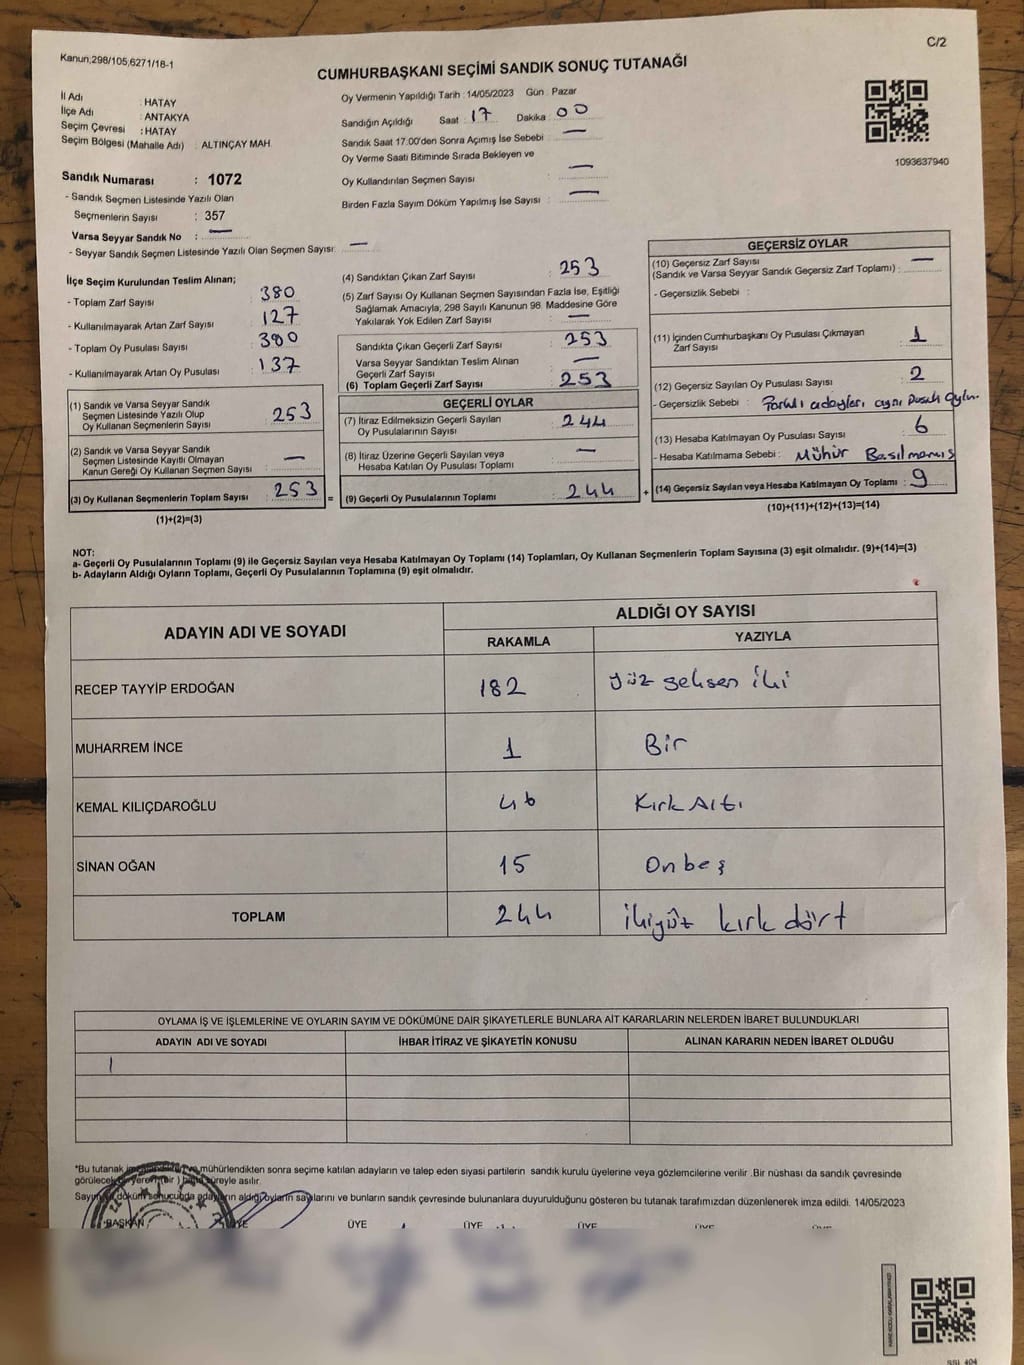 Kanun,298/105,6271/18-1
C/2
CUMHURBAŞKANI SEÇİMİ SANDIK SONUÇ TUTANAĞI
İl Adı : HATAY
İlçe Adı : ANTAKYA
Seçim Çevresi : HATAY
Seçim Bölgesi (Mahalle Adı) : ALTINÇAY MAH.
Sandık Numarası : 1072
- Sandık Seçmen Listesinde Yazılı Olan
Seçmenlerin Sayısı : 357
Varsa Seyyar Sandık No : —
- Seyyar Sandık Seçmen Listesinde Yazılı Olan Seçmen Sayısı: —
Oy Vermenin Yapıldığı Tarih : 14/05/2023 Gün : Pazar
Sandığın Açıldığı Saat : 17 Dakika : 00
Sandık Saat 17:00'den Sonra Açımış İse Sebebi : —
Oy Verme Saati Bitiminde Sırada Bekleyen ve
Oy Kullandırılan Seçmen Sayısı : —
Birden Fazla Sayım Döküm Yapılmış İse Sayısı : —
1093637940
İlçe Seçim Kurulundan Teslim Alınan;
- Toplam Zarf Sayısı : 380
- Kullanılmayarak Artan Zarf Sayısı : 127
- Toplam Oy Pusulası Sayısı : 380
- Kullanılmayarak Artan Oy Pusulası : 137
(1) Sandık ve Varsa Seyyar Sandık
Seçmen Listesinde Yazılı Olup
Oy Kullanan Seçmenlerin Sayısı : 253
(2) Sandık ve Varsa Seyyar Sandık
Seçmen Listesinde Kayıtlı Olmayan
Kanun Gereği Oy Kullanan Seçmen Sayısı : —
(3) Oy Kullanan Seçmenlerin Toplam Sayısı : 253
(1)+(2)=(3)
=
(4) Sandıktan Çıkan Zarf Sayısı : 253
(5) Zarf Sayısı Oy Kullanan Seçmen Sayısından Fazla İse, Eşitliği
Sağlamak Amacıyla, 298 Sayılı Kanunun 98. Maddesine Göre
Yakılarak Yok Edilen Zarf Sayısı : —
Sandıkta Çıkan Geçerli Zarf Sayısı : 253
Varsa Seyyar Sandıktan Teslim Alınan
Geçerli Zarf Sayısı : —
(6) Toplam Geçerli Zarf Sayısı : 253
GEÇERLİ OYLAR
(7) İtiraz Edilmeksizin Geçerli Sayılan
Oy Pusulalarının Sayısı : 244
(8) İtiraz Üzerine Geçerli Sayılan veya
Hesaba Katılan Oy Pusulası Toplamı : —
(9) Geçerli Oy Pusulalarının Toplamı : 244
+
GEÇERSİZ OYLAR
(10) Geçersiz Zarf Sayısı —
(Sandık ve Varsa Seyyar Sandık Geçersiz Zarf Toplamı) :
- Geçersizlik Sebebi :
(11) İçinden Cumhurbaşkanı Oy Pusulası Çıkmayan
Zarf Sayısı : 1
(12) Geçersiz Sayılan Oy Pusulası Sayısı : 2
- Geçersizlik Sebebi : Farklı adayları aynı Pusula
(13) Hesaba Katılmayan Oy Pusulası Sayısı : 6
- Hesaba Katılmama Sebebi : Mühür Basılmamış
(14) Geçersiz Sayılan veya Hesaba Katılmayan Oy Toplamı : 9
(10)+(11)+(12)+(13)=(14)
NOT:
a- Geçerli Oy Pusulalarının Toplamı (9) ile Geçersiz Sayılan veya Hesaba Katılmayan Oy Toplamı (14) Toplamları, Oy Kullanan Seçmenlerin Toplam Sayısına (3) eşit olmalıdır. (9)+(14)=(3)
b- Adayların Aldığı Oyların Toplamı, Geçerli Oy Pusulalarının Toplamına (9) eşit olmalıdır.
ADAYIN ADI VE SOYADI
ALDIĞI OY SAYISI
RAKAMLA YAZIYLA
RECEP TAYYİP ERDOĞAN 182 yüz seksen iki
MUHARREM İNCE 1 Bir
KEMAL KILIÇDAROĞLU 46 Kırk Altı
SİNAN OĞAN 15 On beş
TOPLAM 244 ikiyüz kırk dört
OYLAMA İŞ VE İŞLEMLERİNE VE OYLARIN SAYIM VE DÖKÜMÜNE DAİR ŞİKAYETLERLE BUNLARA AİT KARARLARIN NELERDEN İBARET BULUNDUKLARI
ADAYIN ADI VE SOYADI İHBAR İTİRAZ VE ŞİKAYETİN KONUSU ALINAN KARARIN NEDEN İBARET OLDUĞU
*Bu tutanak mühürlendikten sonra seçime katılan adayların ve talep eden siyasi partilerin sandık kurulu üyelerine veya gözlemcilerine verilir .Bir nüshası da sandık çevresinde
görülecek bir yere süreyle asılır.
Sayım döküm sonucunda adayların aldığı oyların sayılarını ve bunların sandık çevresinde bulunanlara duyurulduğunu gösteren bu tutanak tarafımızdan düzenlenerek imza edildi. 14/05/2023
BAŞKAN ÜYE ÜYE ÜYE ÜYE ÜYE